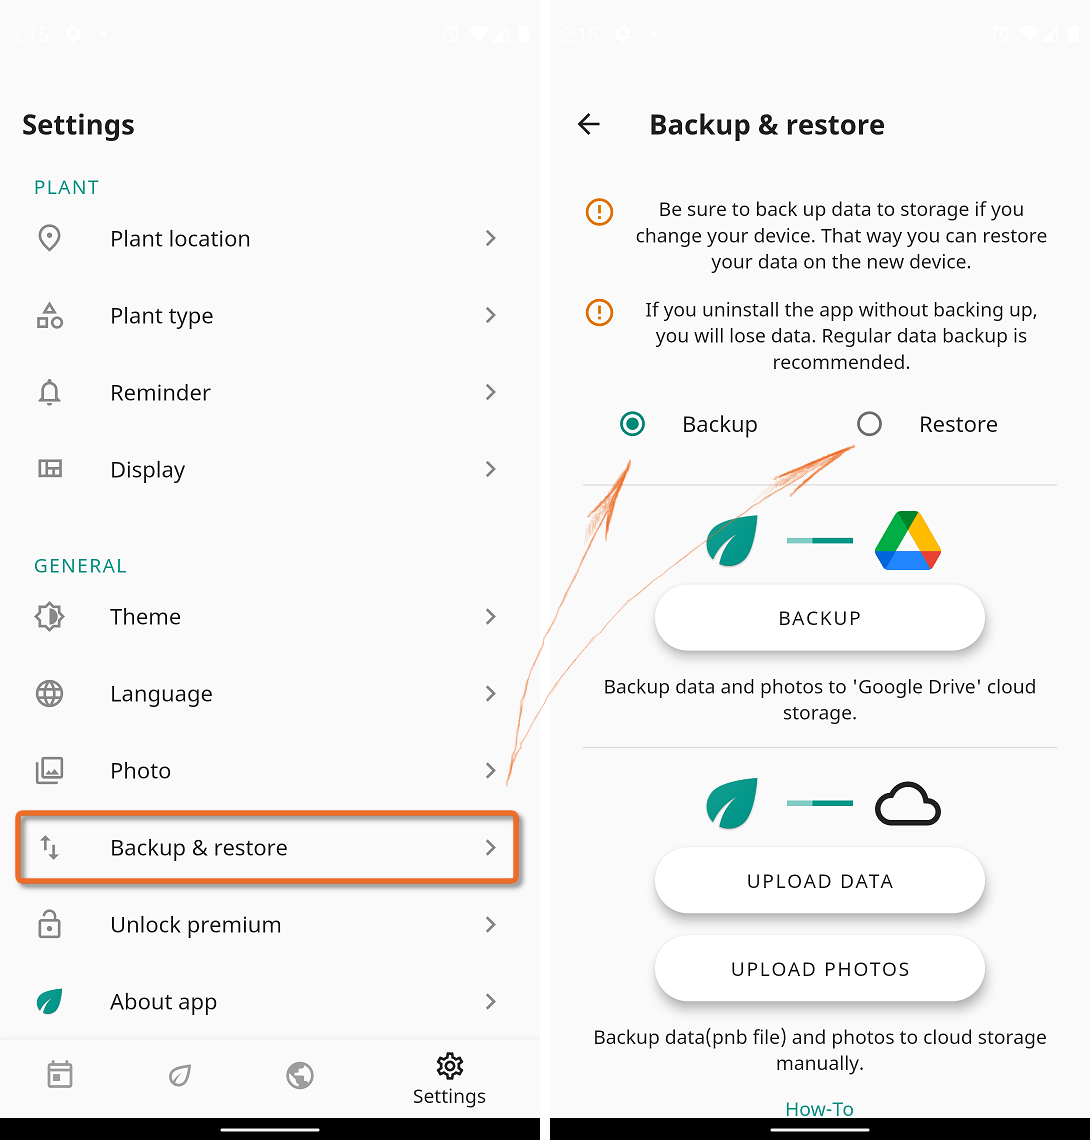 2:15
Settings
PLANT
Plant location
Plant type
Reminder
Display
GENERAL
Theme
Language
Photo
Backup & restore
Unlock premium
About app
Settings
2:15
Backup & restore
Be sure to back up data to storage if you
change your device. That way you can restore
your data on the new device.
If you uninstall the app without backing up,
you will lose data. Regular data backup is
recommended.
Backup Restore
BACKUP
Backup data and photos to 'Google Drive' cloud
storage.
UPLOAD DATA
UPLOAD PHOTOS
Backup data(pnb file) and photos to cloud storage
manually.
How-To